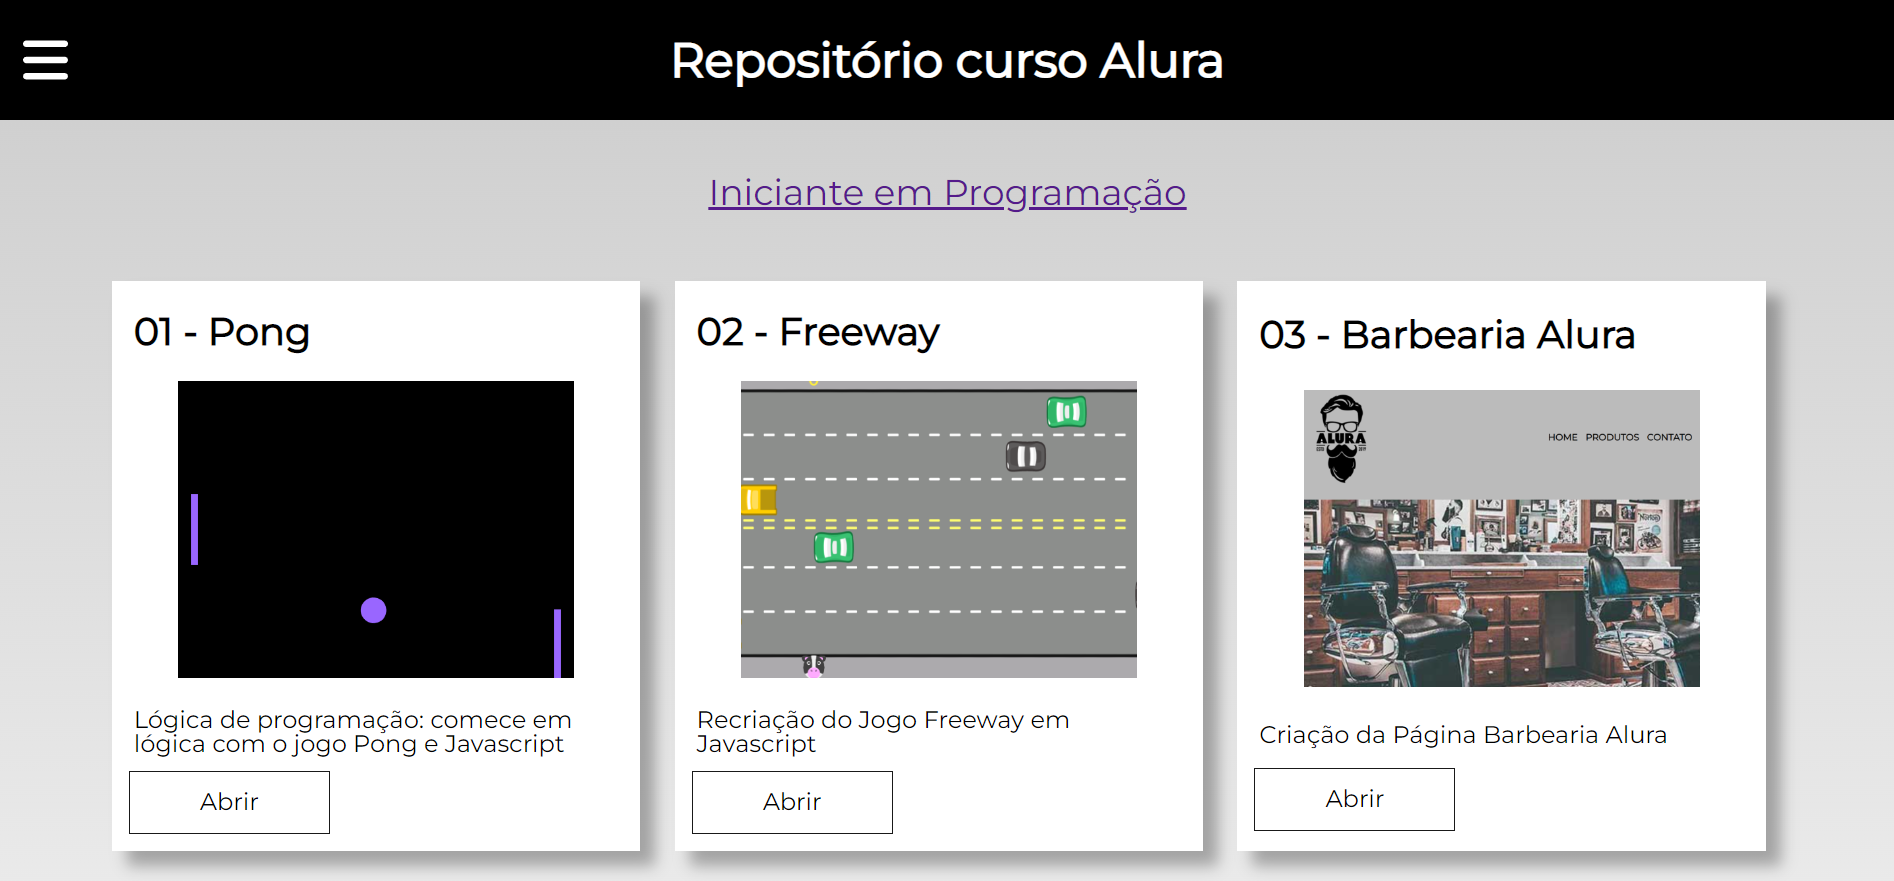 Repositório curso Alura
Iniciante em Programação
01 - Pong
Lógica de programação: comece em
lógica com o jogo Pong e Javascript
Abrir
02 - Freeway
Recriação do Jogo Freeway em
Javascript
Abrir
03 - Barbearia Alura
ALURA
HOME PRODUTOS CONTATO
Criação da Página Barbearia Alura
Abrir